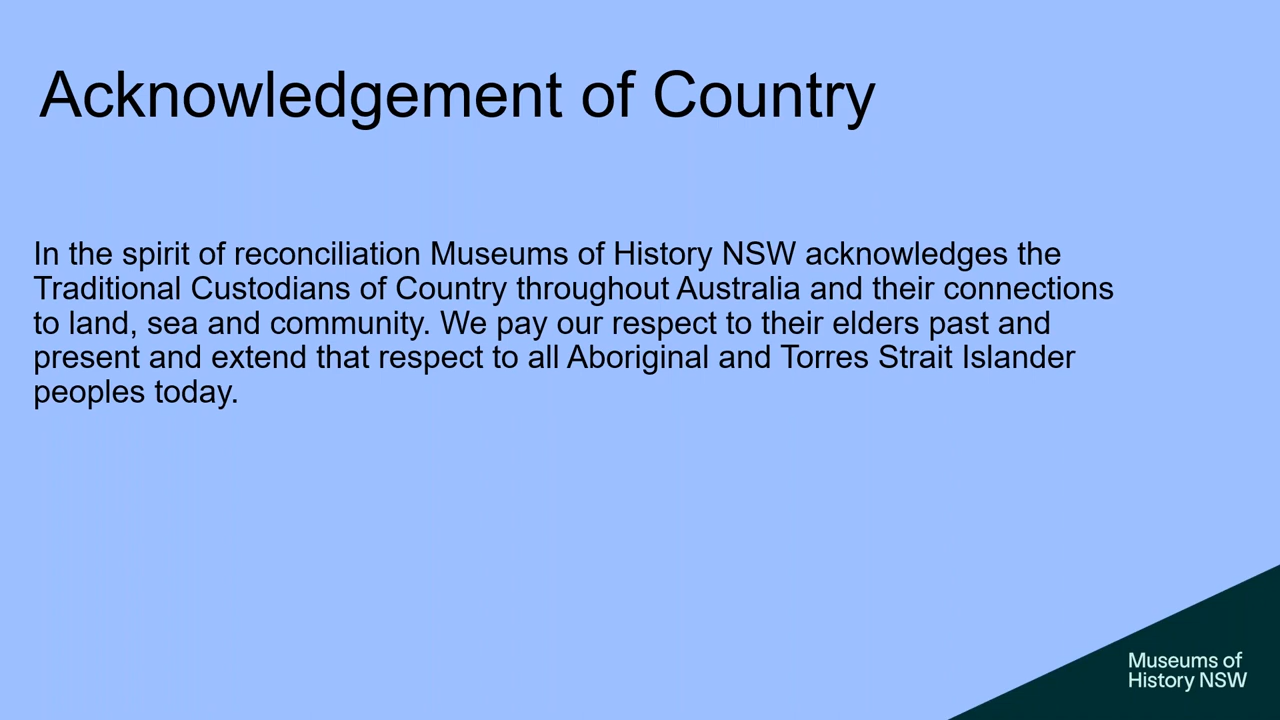 Acknowledgement of Country
In the spirit of reconciliation Museums of History NSW acknowledges the
Traditional Custodians of Country throughout Australia and their connections
to land, sea and community. We pay our respect to their elders past and
present and extend that respect to all Aboriginal and Torres Strait Islander
peoples today.
Museums of
History NSW